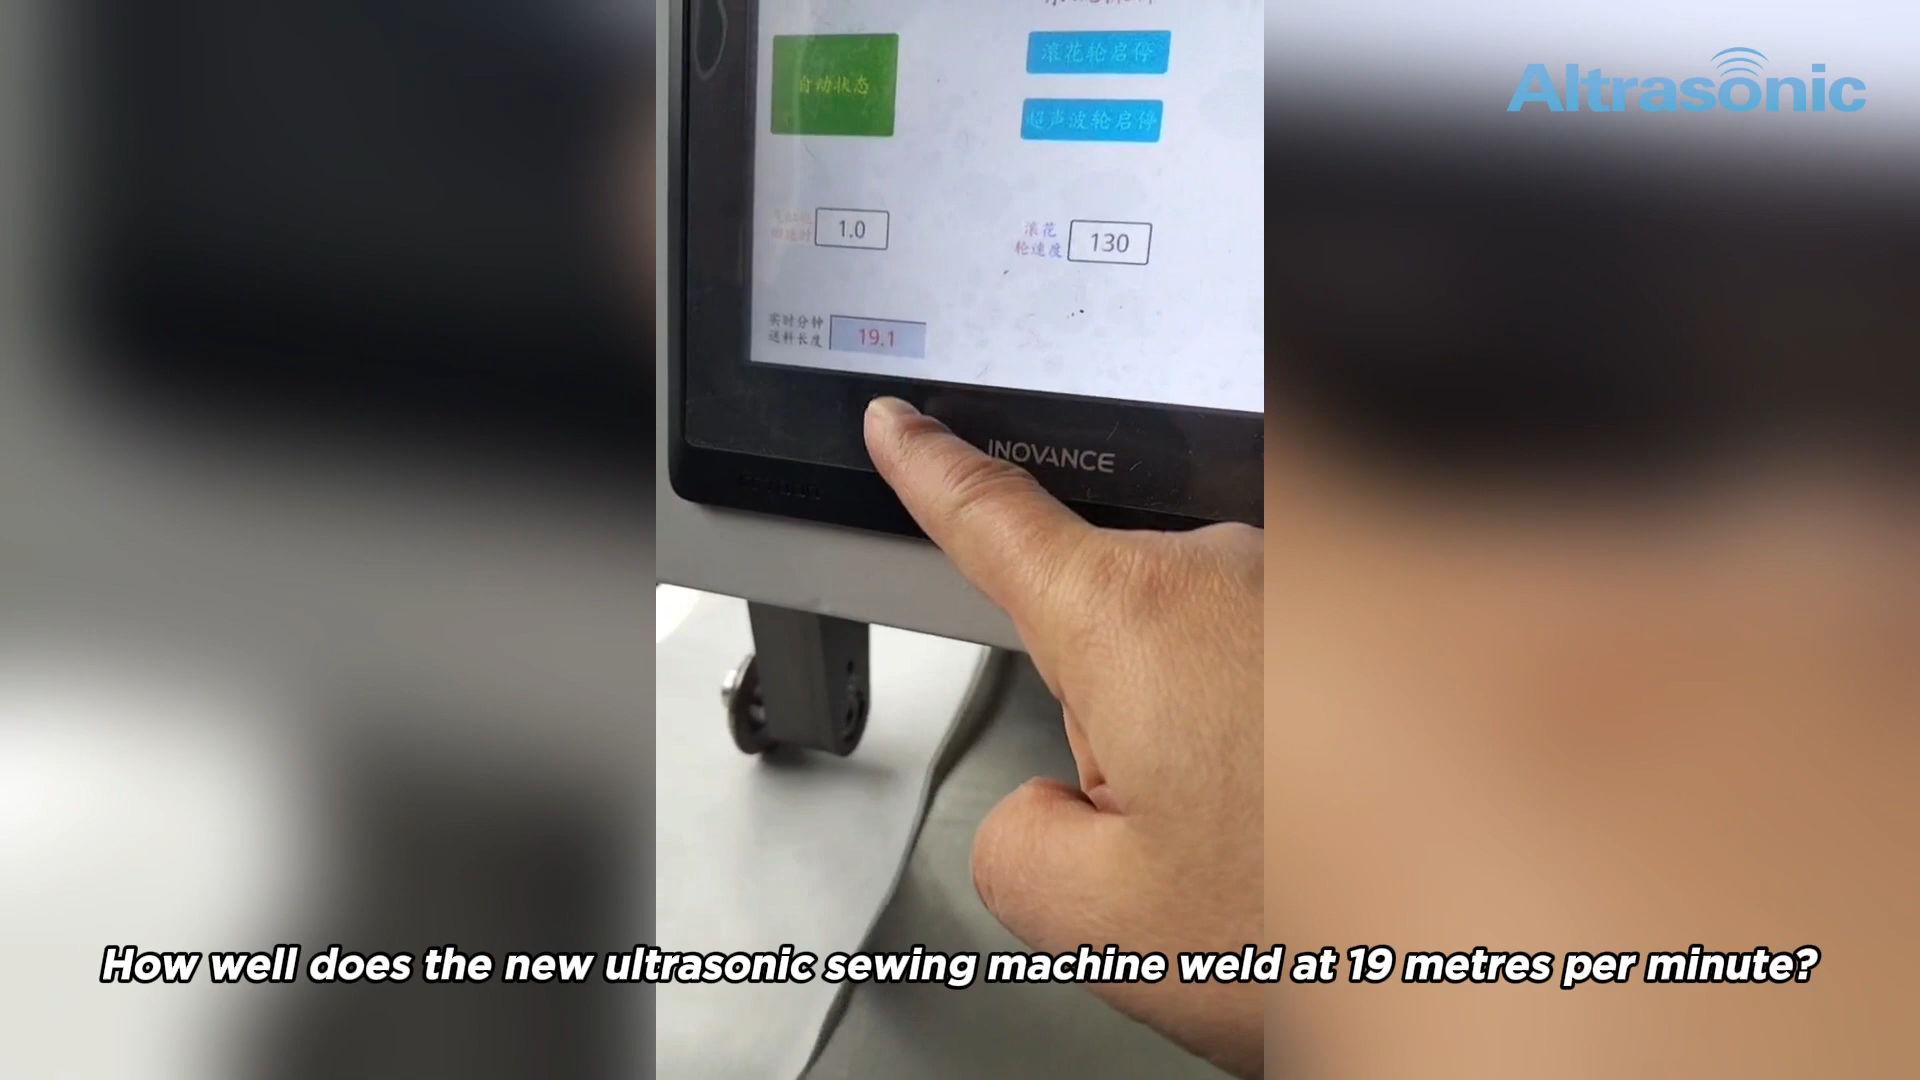 Altrasonic
自动状态
滚花轮启停
超声波轮启停
1.0
滚花
轮速度
130
实时分钟
送料长度
19.1
INOVANCE
How well does the new ultrasonic sewing machine weld at 19 metres per minute?